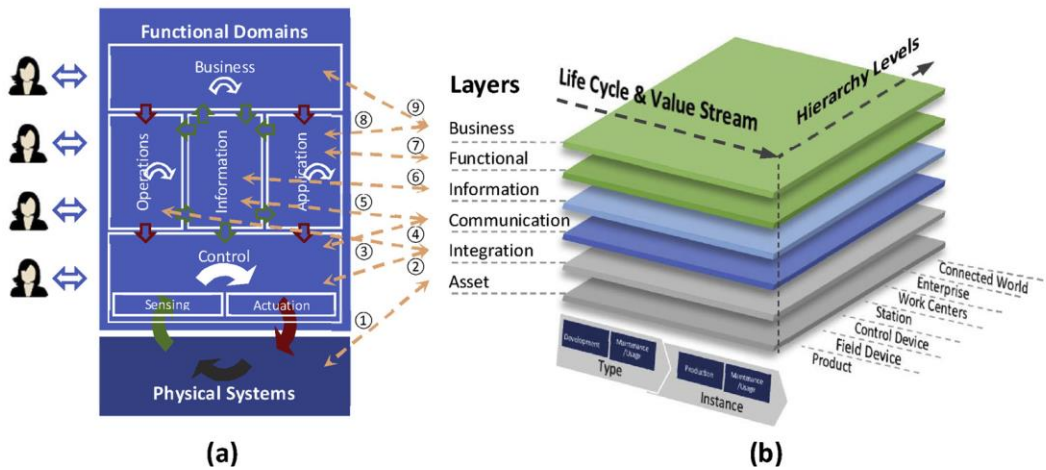 Functional Domains
Business
Operations
Information
Application
Control
Sensing
Actuation
Physical Systems
⑨
⑧
⑦
⑥
⑤
④
③
②
①
(a)
Layers
Business
Functional
Information
Communication
Integration
Asset
Life Cycle & Value Stream
Hierarchy Levels
Connected World
Enterprise
Work Centers
Station
Control Device
Field Device
Product
Development
Maintenance
/Usage
Type
Production
Maintenance
/Usage
Instance
(b)